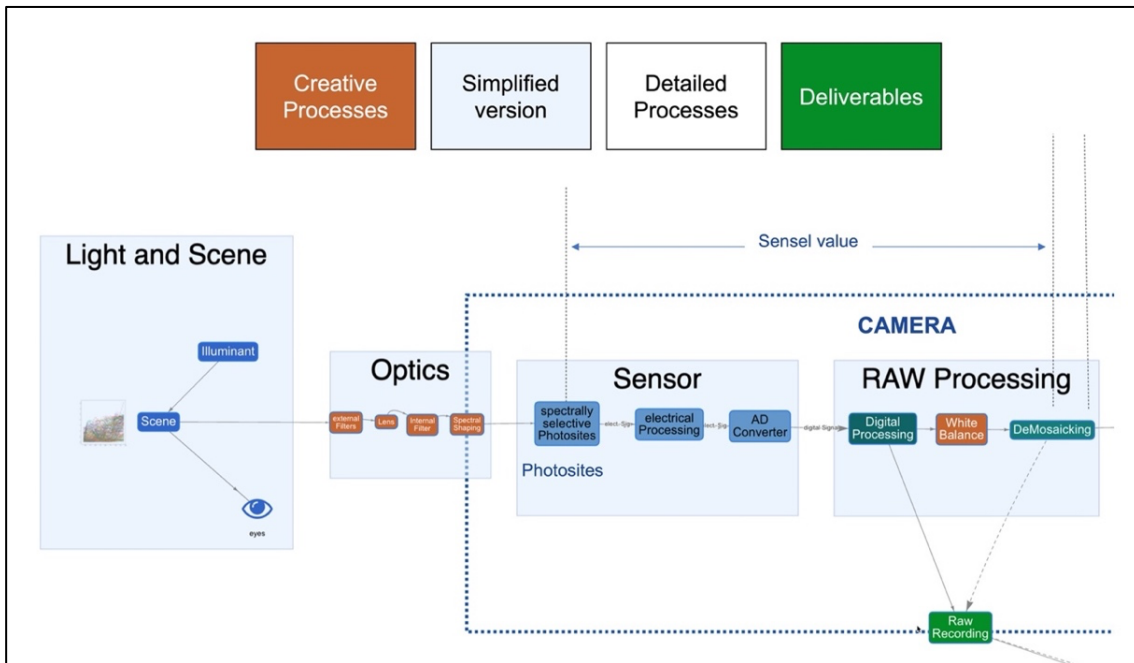 Creative
Processes
Simplified
version
Detailed
Processes
Deliverables
Sensel value
Light and Scene
CAMERA
Optics
Sensor
RAW Processing
Illuminant
Scene
eyes
external
Filters
Lens
Internal
Filter
Spectral
Shaping
spectrally
selective
Photosites
Photosites
electrical
Processing
AD
Converter
digital Signal
Digital
Processing
White
Balance
DeMosaicking
Raw
Recording